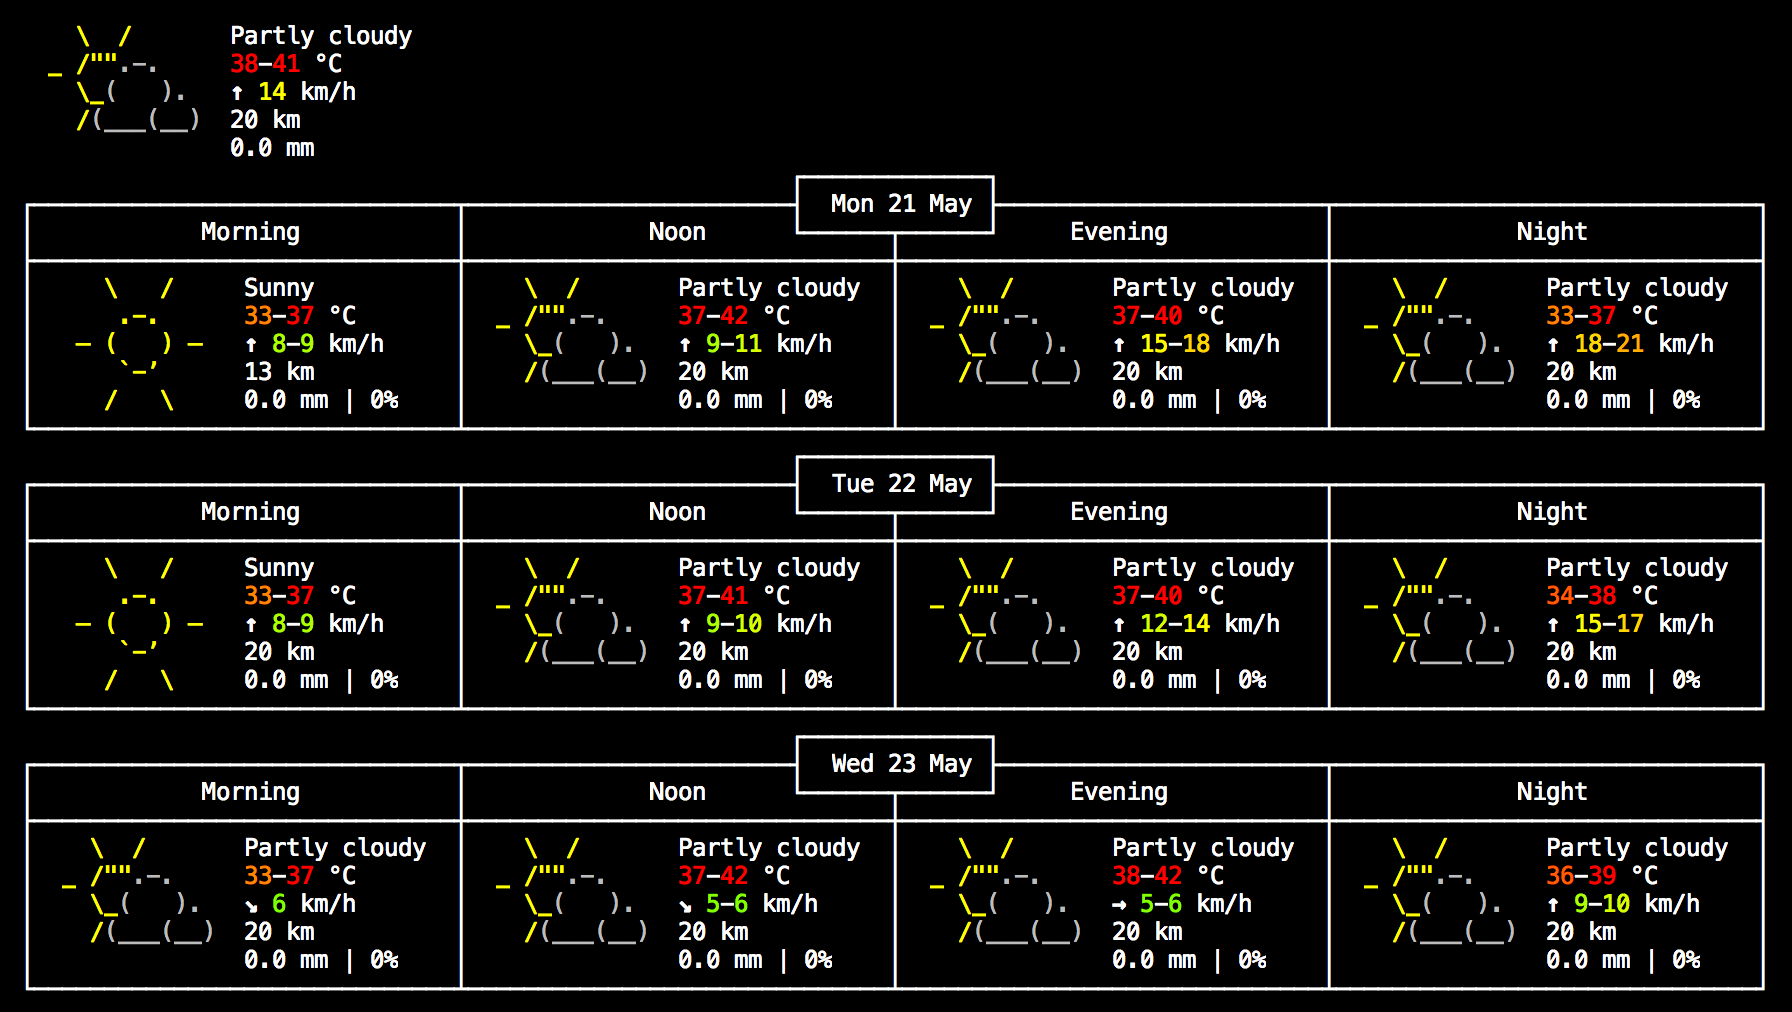 Partly cloudy
38–41 °C
↑ 14 km/h
20 km
0.0 mm
Mon 21 May
Morning Noon Evening Night
Sunny Partly cloudy Partly cloudy Partly cloudy
33–37 °C 37–42 °C 37–40 °C 33–37 °C
↑ 8–9 km/h ↑ 9–11 km/h ↑ 15–18 km/h ↑ 18–21 km/h
13 km 20 km 20 km 20 km
0.0 mm | 0% 0.0 mm | 0% 0.0 mm | 0% 0.0 mm | 0%
Tue 22 May
Morning Noon Evening Night
Sunny Partly cloudy Partly cloudy Partly cloudy
33–37 °C 37–41 °C 37–40 °C 34–38 °C
↑ 8–9 km/h ↑ 9–10 km/h ↑ 12–14 km/h ↑ 15–17 km/h
20 km 20 km 20 km 20 km
0.0 mm | 0% 0.0 mm | 0% 0.0 mm | 0% 0.0 mm | 0%
Wed 23 May
Morning Noon Evening Night
Partly cloudy Partly cloudy Partly cloudy Partly cloudy
33–37 °C 37–42 °C 38–42 °C 36–39 °C
↘ 6 km/h ↘ 5–6 km/h → 5–6 km/h ↑ 9–10 km/h
20 km 20 km 20 km 20 km
0.0 mm | 0% 0.0 mm | 0% 0.0 mm | 0% 0.0 mm | 0%